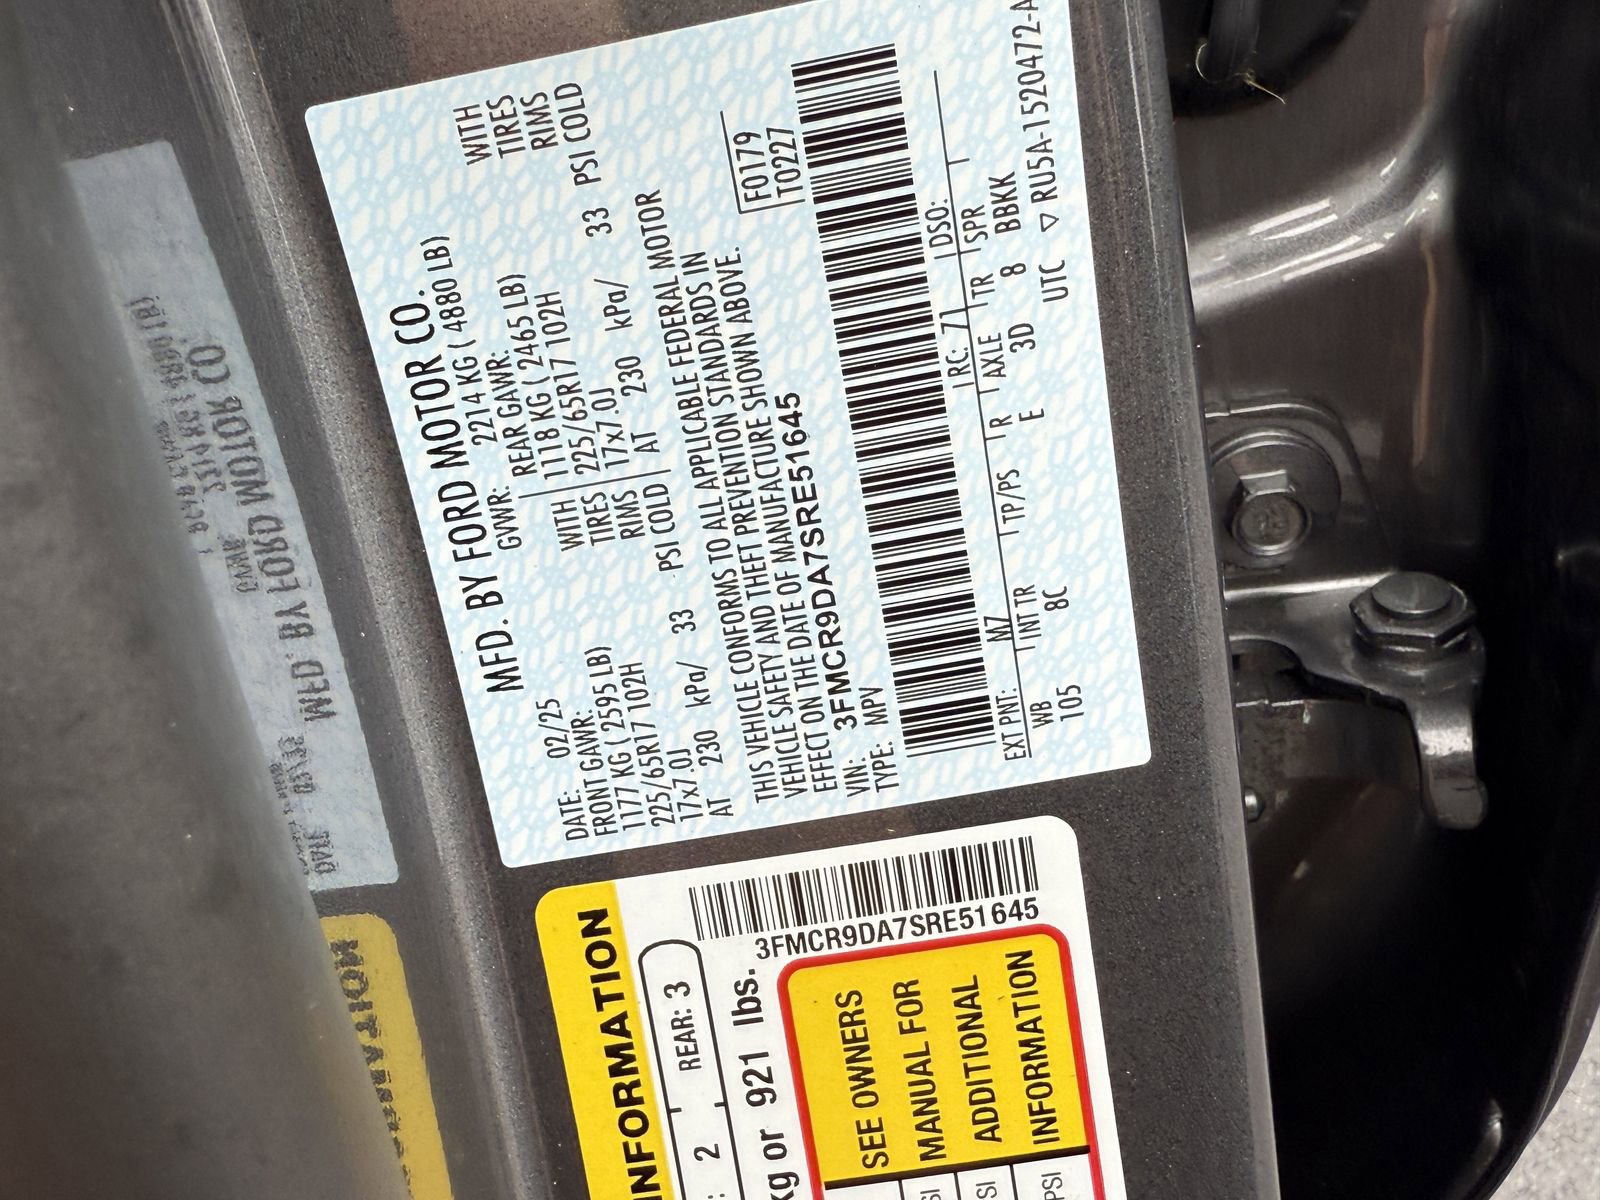 MFD. BY FORD MOTOR CO.
DATE: 02/25 GVWR: 2214 KG ( 4880 LB)
FRONT GAWR: REAR GAWR:
1177 KG ( 2595 LB) WITH 1118 KG ( 2465 LB) WITH
225/65R17 102H TIRES 225/65R17 102H TIRES
17x7.0J RIMS 17x7.0J RIMS
AT 230 kPa/ 33 PSI COLD AT 230 kPa/ 33 PSI COLD
THIS VEHICLE CONFORMS TO ALL APPLICABLE FEDERAL MOTOR
VEHICLE SAFETY AND THEFT PREVENTION STANDARDS IN
EFFECT ON THE DATE OF MANUFACTURE SHOWN ABOVE.
VIN: 3FMCR9DA7SRE51645 F0179
TYPE: MPV T0227
EXT PNT: M7 RC: 71 DSO:
WB INT TR TP/PS R AXLE TR SPR
105 8C E 3D 8 BBKK
UTC ▽ RU5A-1520472-A
INFORMATION
: 2 REAR: 3
kg or 921 lbs.
3FMCR9DA7SRE51645
SEE OWNERS
MANUAL FOR
ADDITIONAL
INFORMATION
SI
SI
PSI